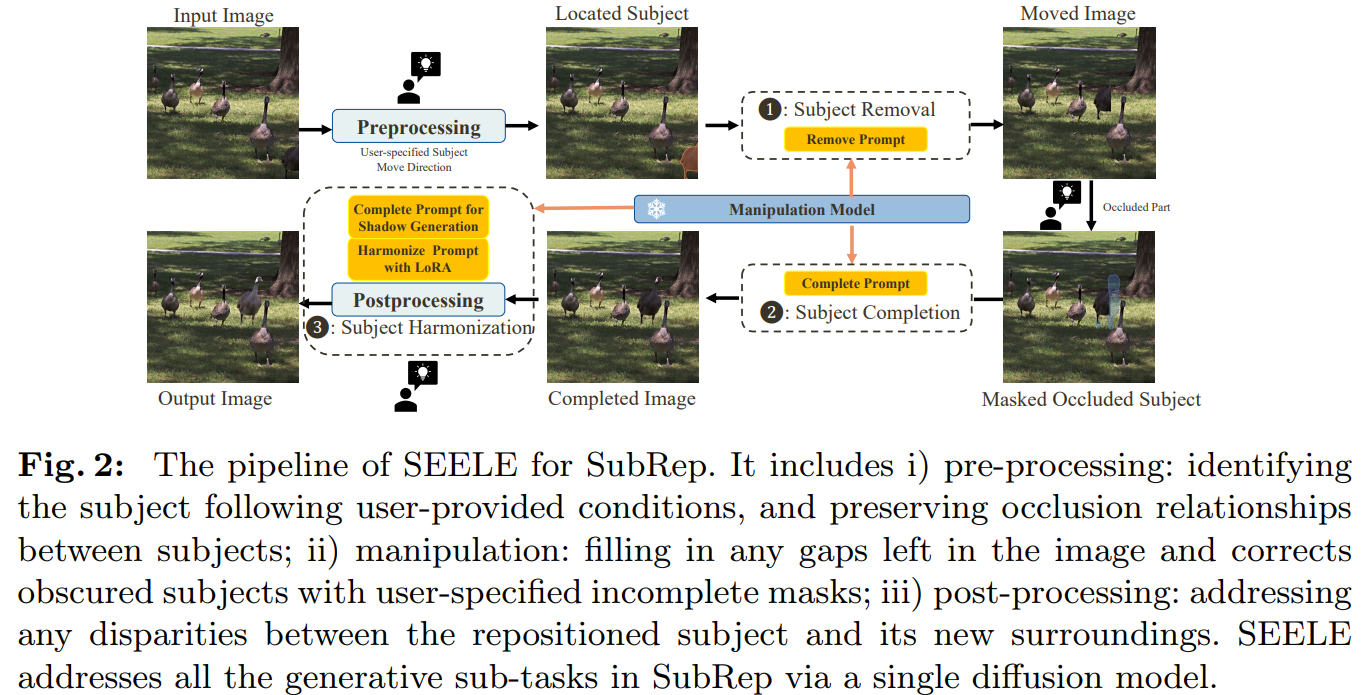 Input Image
Located Subject
Moved Image
Preprocessing
User-specified Subject
Move Direction
❶: Subject Removal
Remove Prompt
Manipulation Model
Occluded Part
Complete Prompt for
Shadow Generation
Harmonize Prompt
with LoRA
Postprocessing
❸: Subject Harmonization
Complete Prompt
❷: Subject Completion
Output Image
Completed Image
Masked Occluded Subject
Fig. 2: The pipeline of SEELE for SubRep. It includes i) pre-processing: identifying
the subject following user-provided conditions, and preserving occlusion relationships
between subjects; ii) manipulation: filling in any gaps left in the image and corrects
obscured subjects with user-specified incomplete masks; iii) post-processing: addressing
any disparities between the repositioned subject and its new surroundings. SEELE
addresses all the generative sub-tasks in SubRep via a single diffusion model.